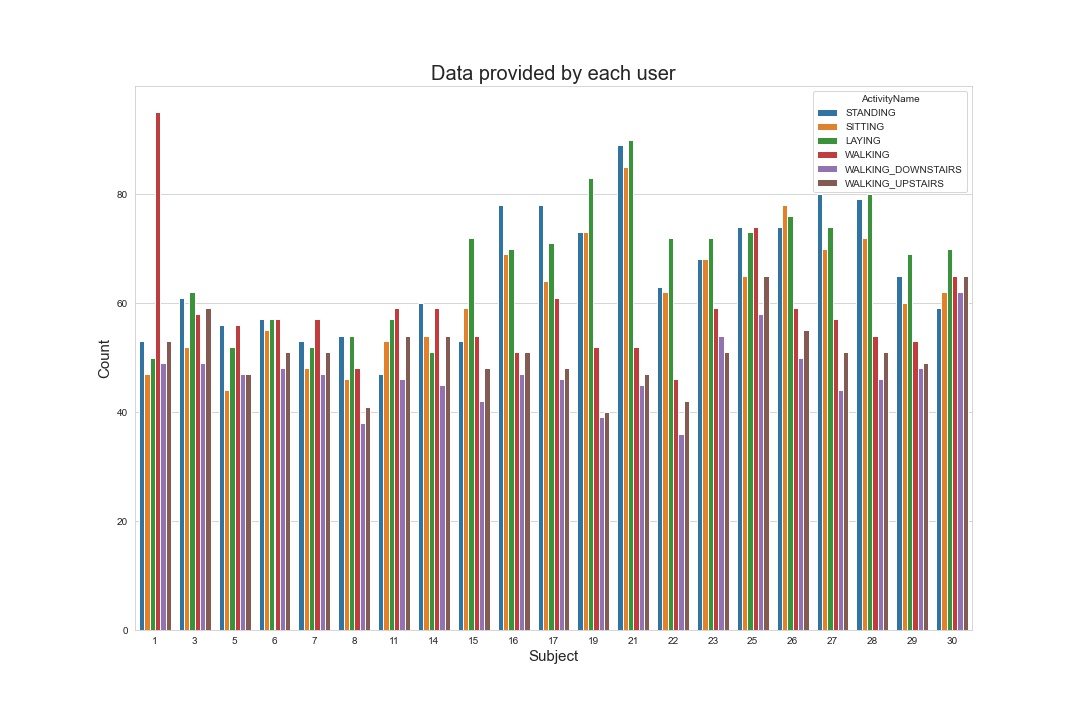 Data provided by each user
ActivityName
STANDING
SITTING
LAYING
WALKING
WALKING_DOWNSTAIRS
WALKING_UPSTAIRS
80
60
40
20
0
Count
1 3 5 6 7 8 11 14 15 16 17 19 21 22 23 25 26 27 28 29 30
Subject